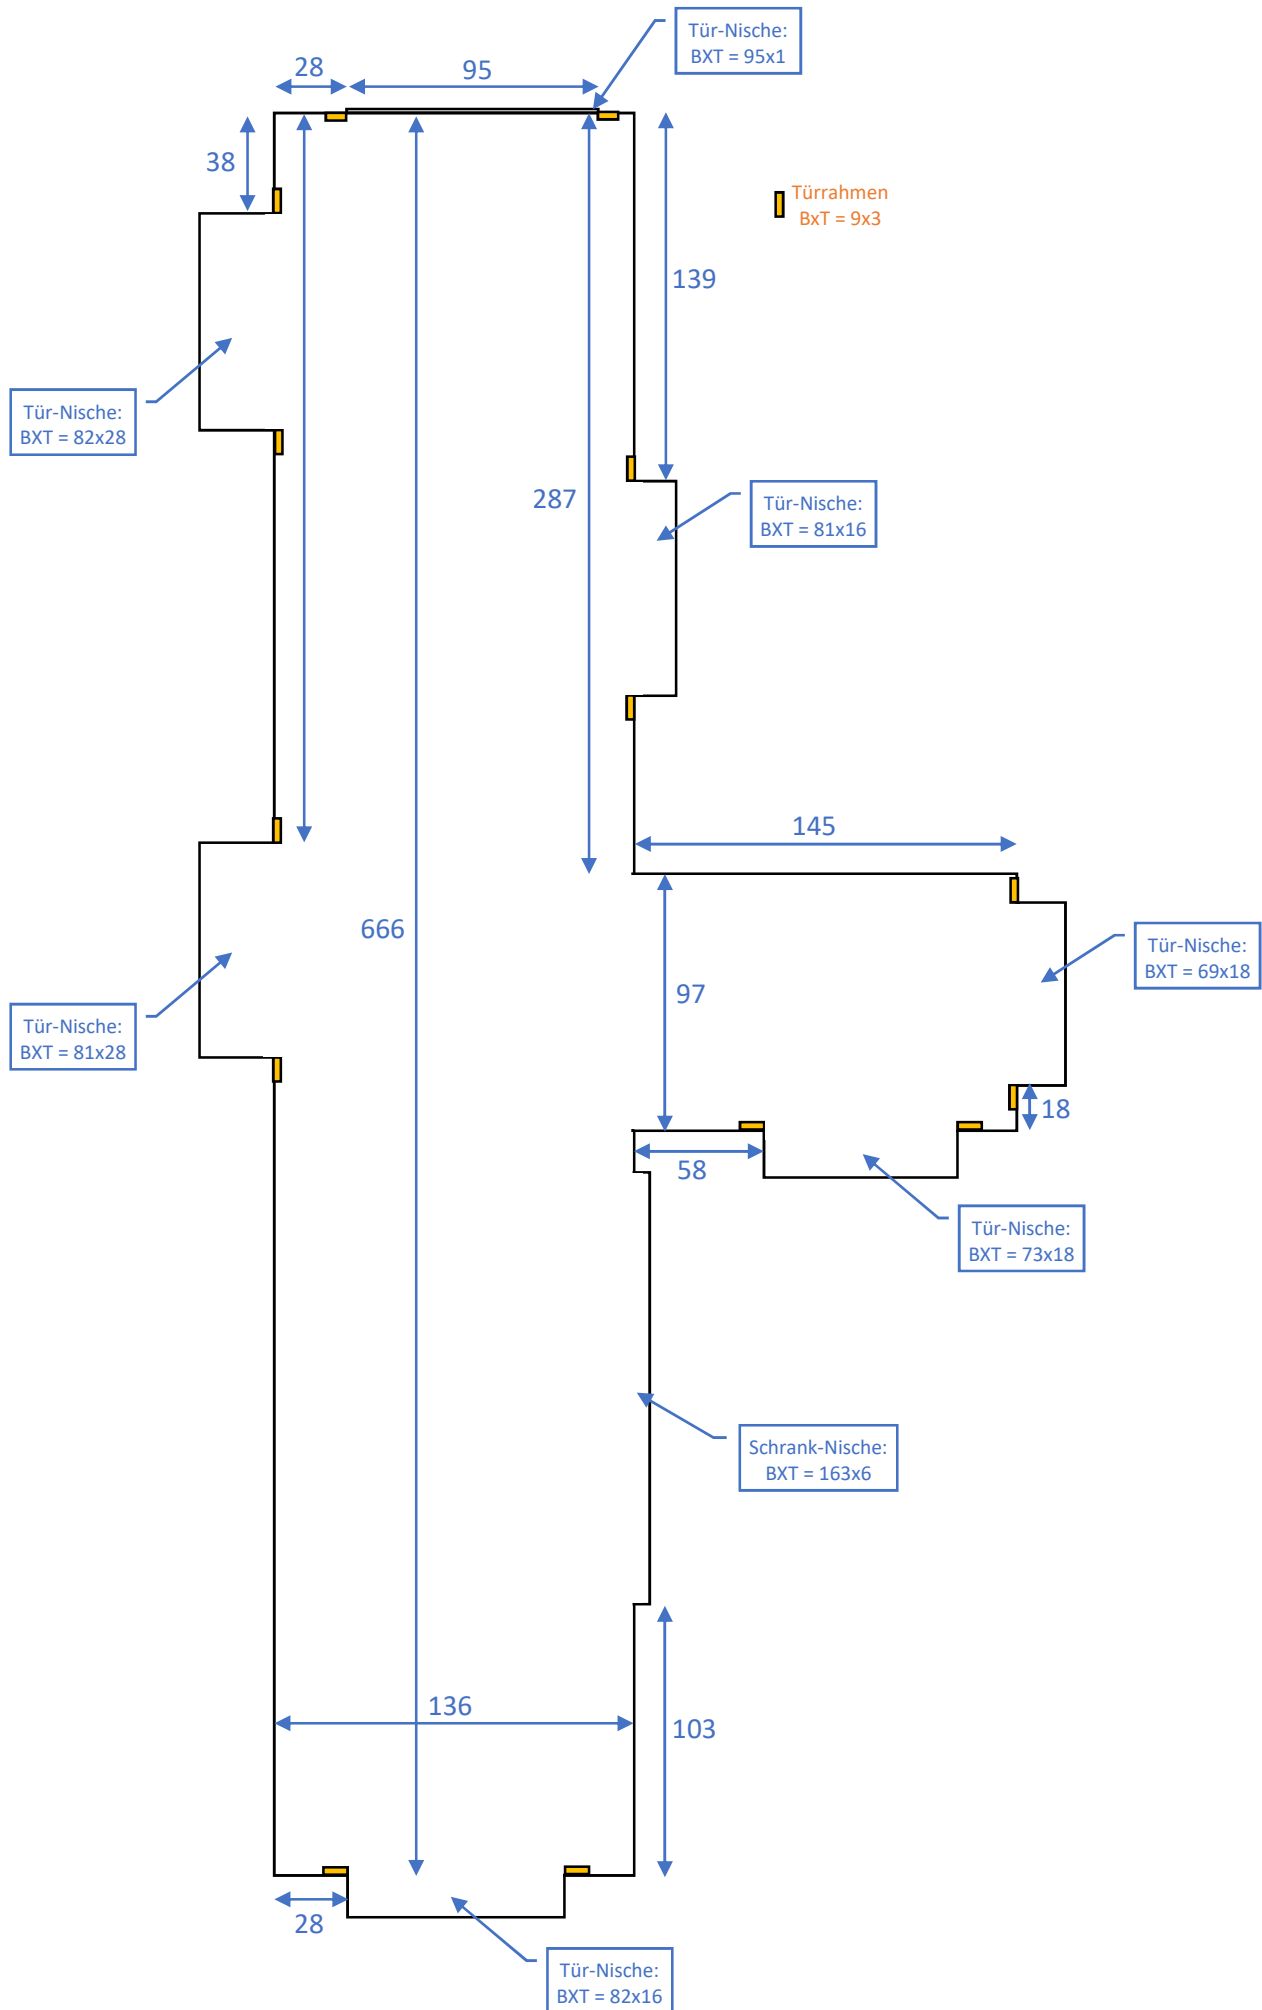 Tür-Nische:
BXT = 95x1
28
95
38
Türrahmen
BxT = 9x3
139
Tür-Nische:
BXT = 82x28
287
Tür-Nische:
BXT = 81x16
145
666
Tür-Nische:
BXT = 69x18
97
Tür-Nische:
BXT = 81x28
18
58
Tür-Nische:
BXT = 73x18
Schrank-Nische:
BXT = 163x6
136
103
28
Tür-Nische:
BXT = 82x16